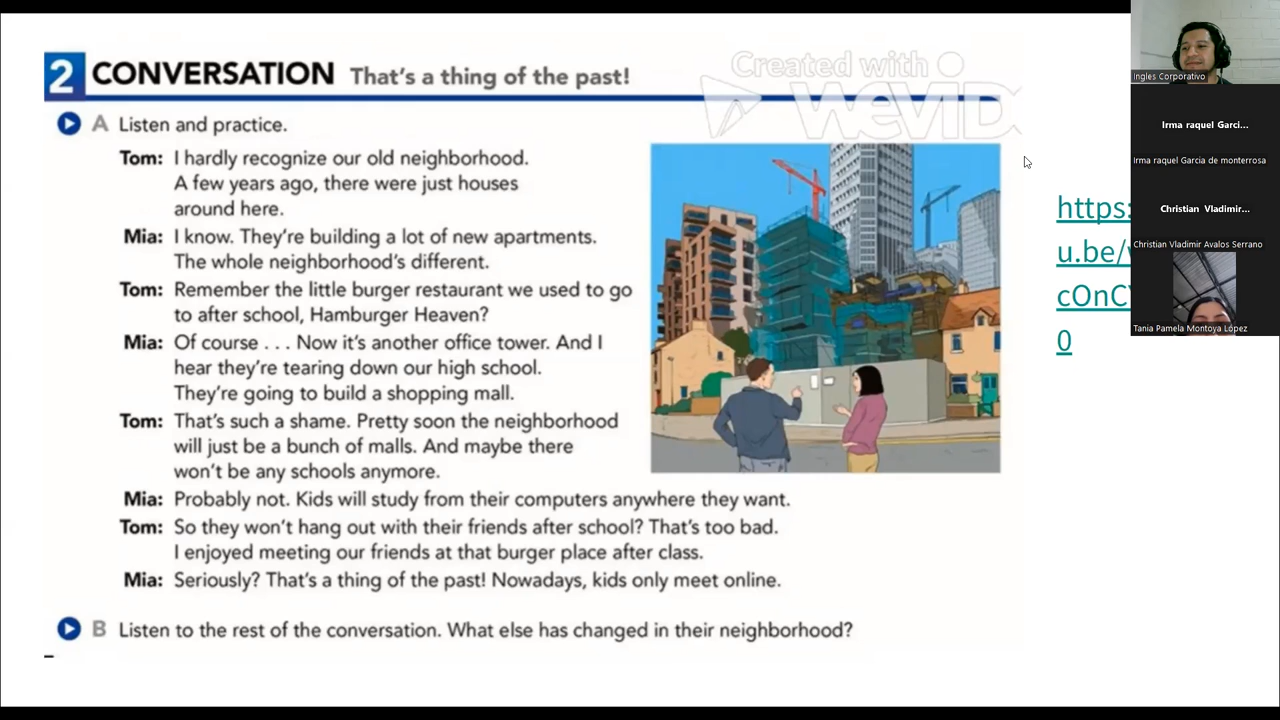 2 CONVERSATION That's a thing of the past!
A Listen and practice.
Tom: I hardly recognize our old neighborhood.
A few years ago, there were just houses
around here.
Mia: I know. They're building a lot of new apartments.
The whole neighborhood's different.
Tom: Remember the little burger restaurant we used to go
to after school, Hamburger Heaven?
Mia: Of course . . . Now it's another office tower. And I
hear they're tearing down our high school.
They're going to build a shopping mall.
Tom: That's such a shame. Pretty soon the neighborhood
will just be a bunch of malls. And maybe there
won't be any schools anymore.
Mia: Probably not. Kids will study from their computers anywhere they want.
Tom: So they won't hang out with their friends after school? That's too bad.
I enjoyed meeting our friends at that burger place after class.
Mia: Seriously? That's a thing of the past! Nowadays, kids only meet online.
B Listen to the rest of the conversation. What else has changed in their neighborhood?
Created with
WEVID
https:
u.be/
cOnC
0
Ingles Corporativo
Irma raquel Garci...
Irma raquel Garcia de monterrosa
Christian Vladimir...
Christian Vladimir Avalos Serrano
Tania Pamela Montoya López